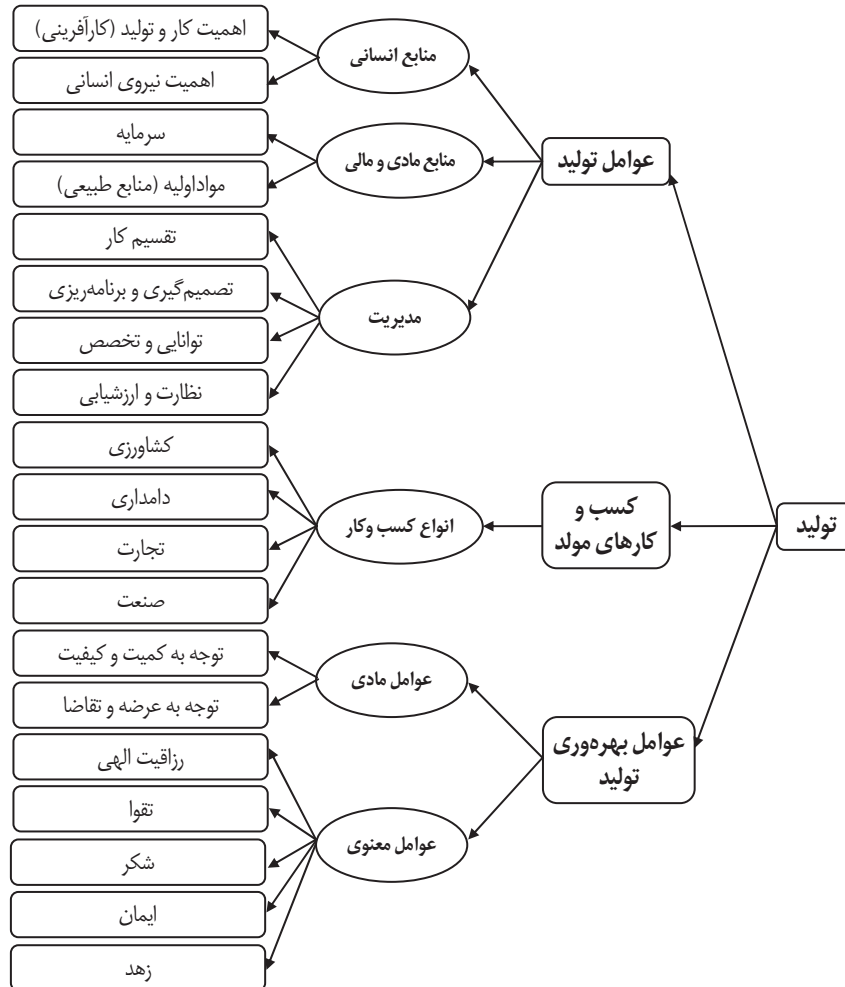 تولید
عوامل تولید
منابع انسانی
اهمیت کار و تولید (کارآفرینی)
اهمیت نیروی انسانی
منابع مادی و مالی
سرمایه
مواداولیه (منابع طبیعی)
مدیریت
تقسیم کار
تصمیم‌گیری و برنامه‌ریزی
توانایی و تخصص
نظارت و ارزشیابی
کسب و
کارهای مولد
انواع کسب وکار
کشاورزی
دامداری
تجارت
صنعت
عوامل بهره‌وری
تولید
عوامل مادی
توجه به کمیت و کیفیت
توجه به عرضه و تقاضا
عوامل معنوی
رزاقیت الهی
تقوا
شکر
ایمان
زهد